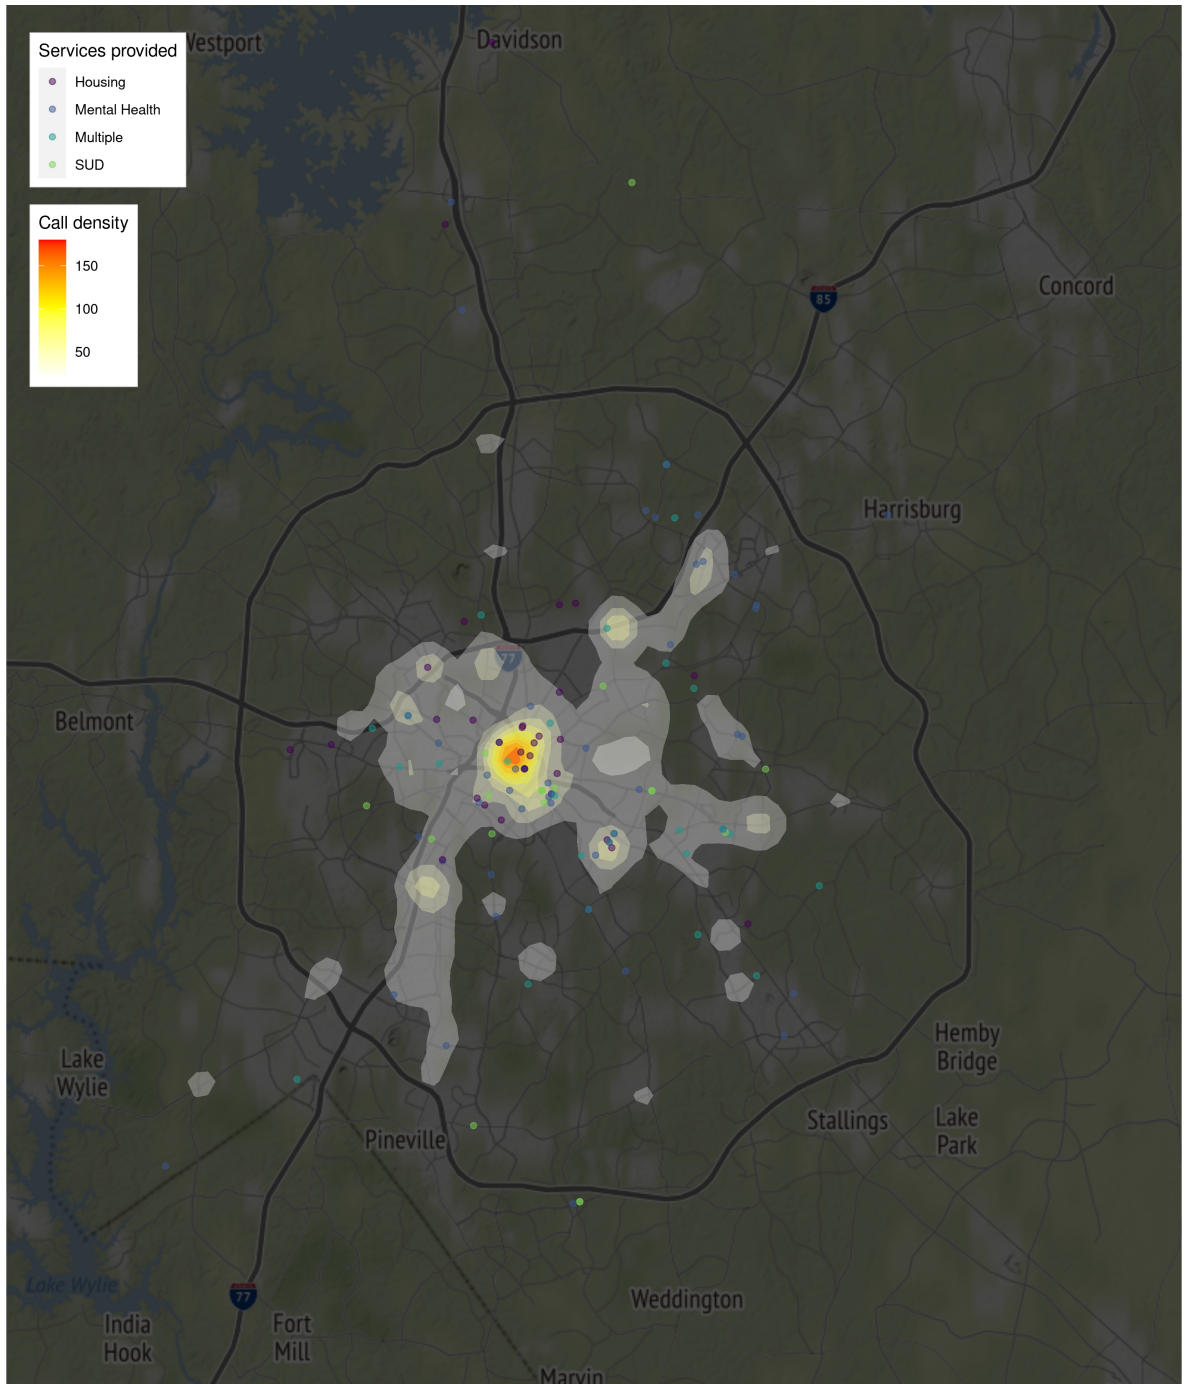 Westport
Davidson
Services provided
Housing
Mental Health
Multiple
SUD
Call density
150
100
50
85
Concord
Harrisburg
77
Belmont
Lake
Wylie
Hemby
Bridge
Stallings
Lake
Park
Pineville
Lake Wylie
77
Weddington
India
Hook
Fort
Mill
Marvin